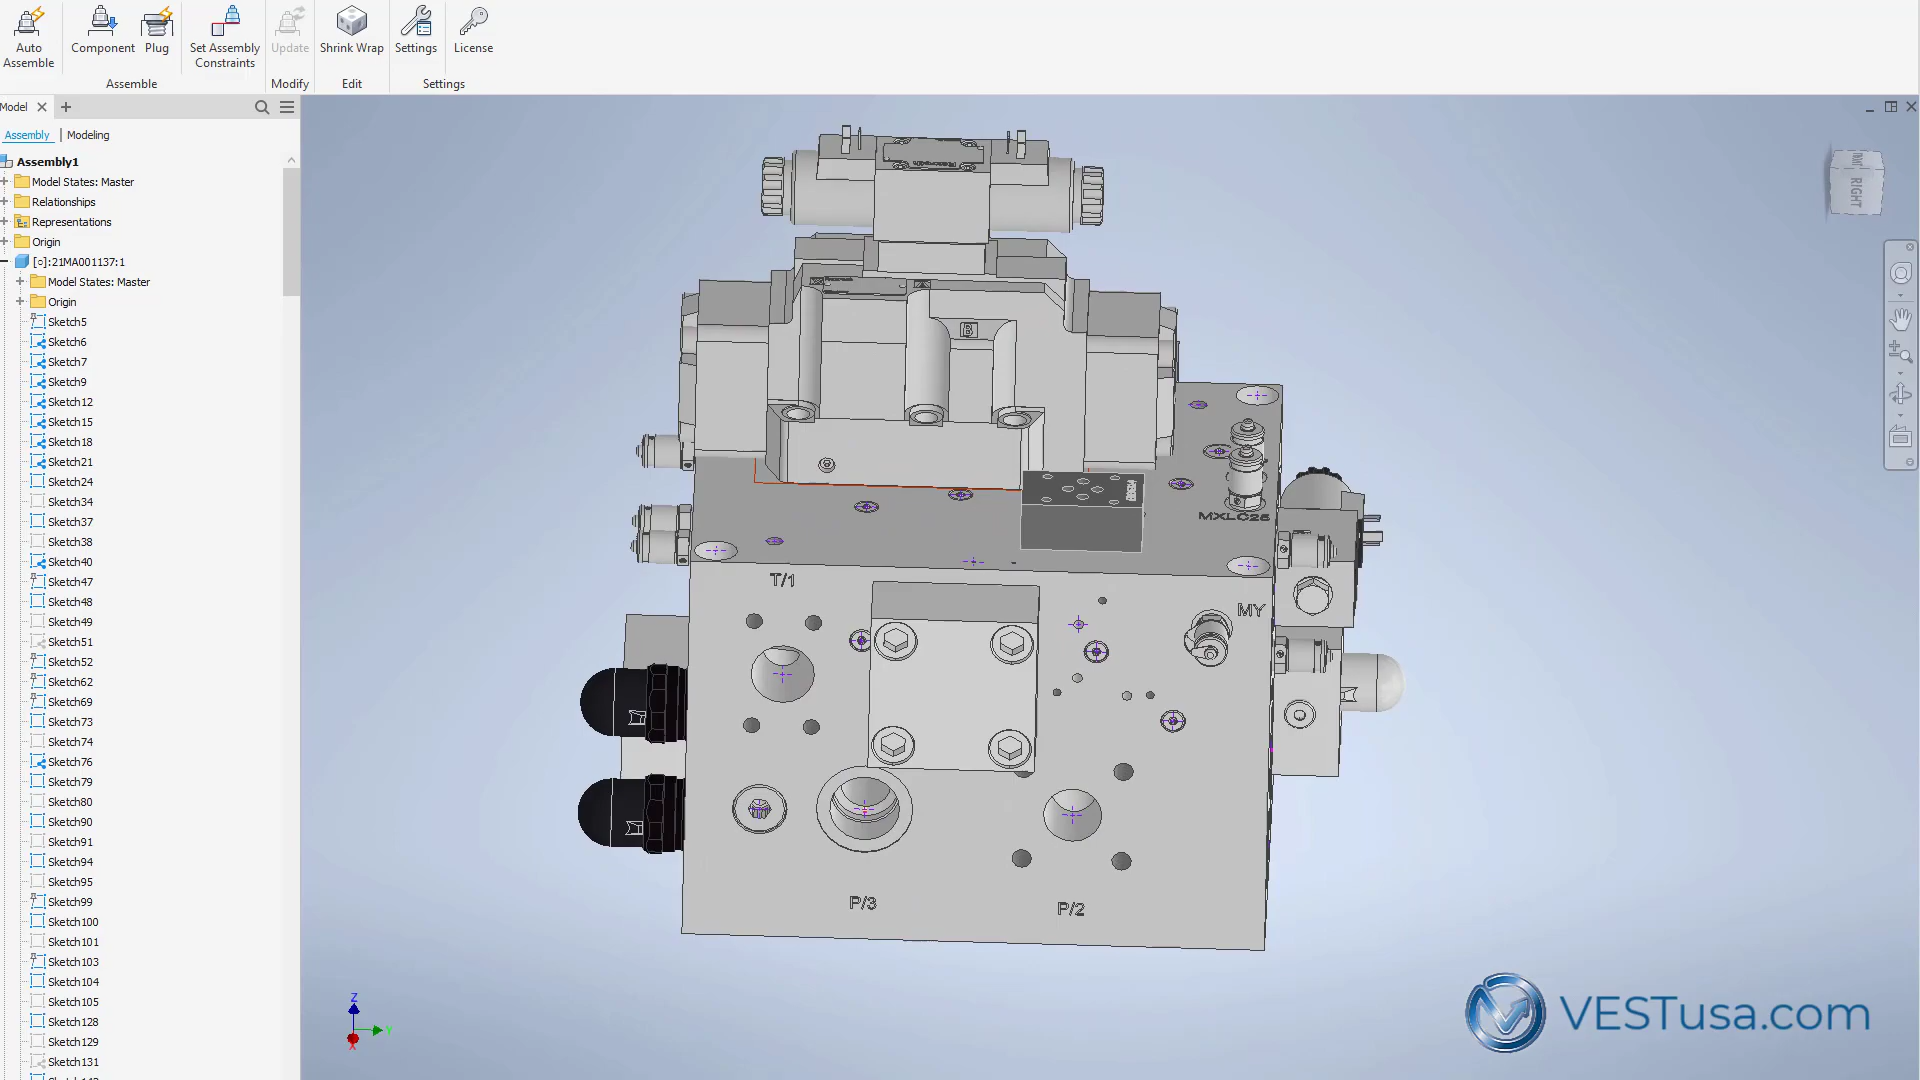 Auto
Assemble
Component
Plug
Set Assembly
Constraints
Update
Shrink Wrap
Settings
License
Assemble
Modify
Edit
Settings
Model
Assembly
Modeling
Assembly1
Model States: Master
Relationships
Representations
Origin
[○]:21MA001137:1
Model States: Master
Origin
Sketch5
Sketch6
Sketch7
Sketch9
Sketch12
Sketch15
Sketch18
Sketch21
Sketch24
Sketch34
Sketch37
Sketch38
Sketch40
Sketch47
Sketch48
Sketch49
Sketch51
Sketch52
Sketch62
Sketch69
Sketch73
Sketch74
Sketch76
Sketch79
Sketch80
Sketch90
Sketch91
Sketch94
Sketch95
Sketch99
Sketch100
Sketch101
Sketch103
Sketch104
Sketch105
Sketch128
Sketch129
Sketch131
RIGHT
B
MXLC25
T/1
MY
P/3
P/2
Z
Y
X
VESTusa.com